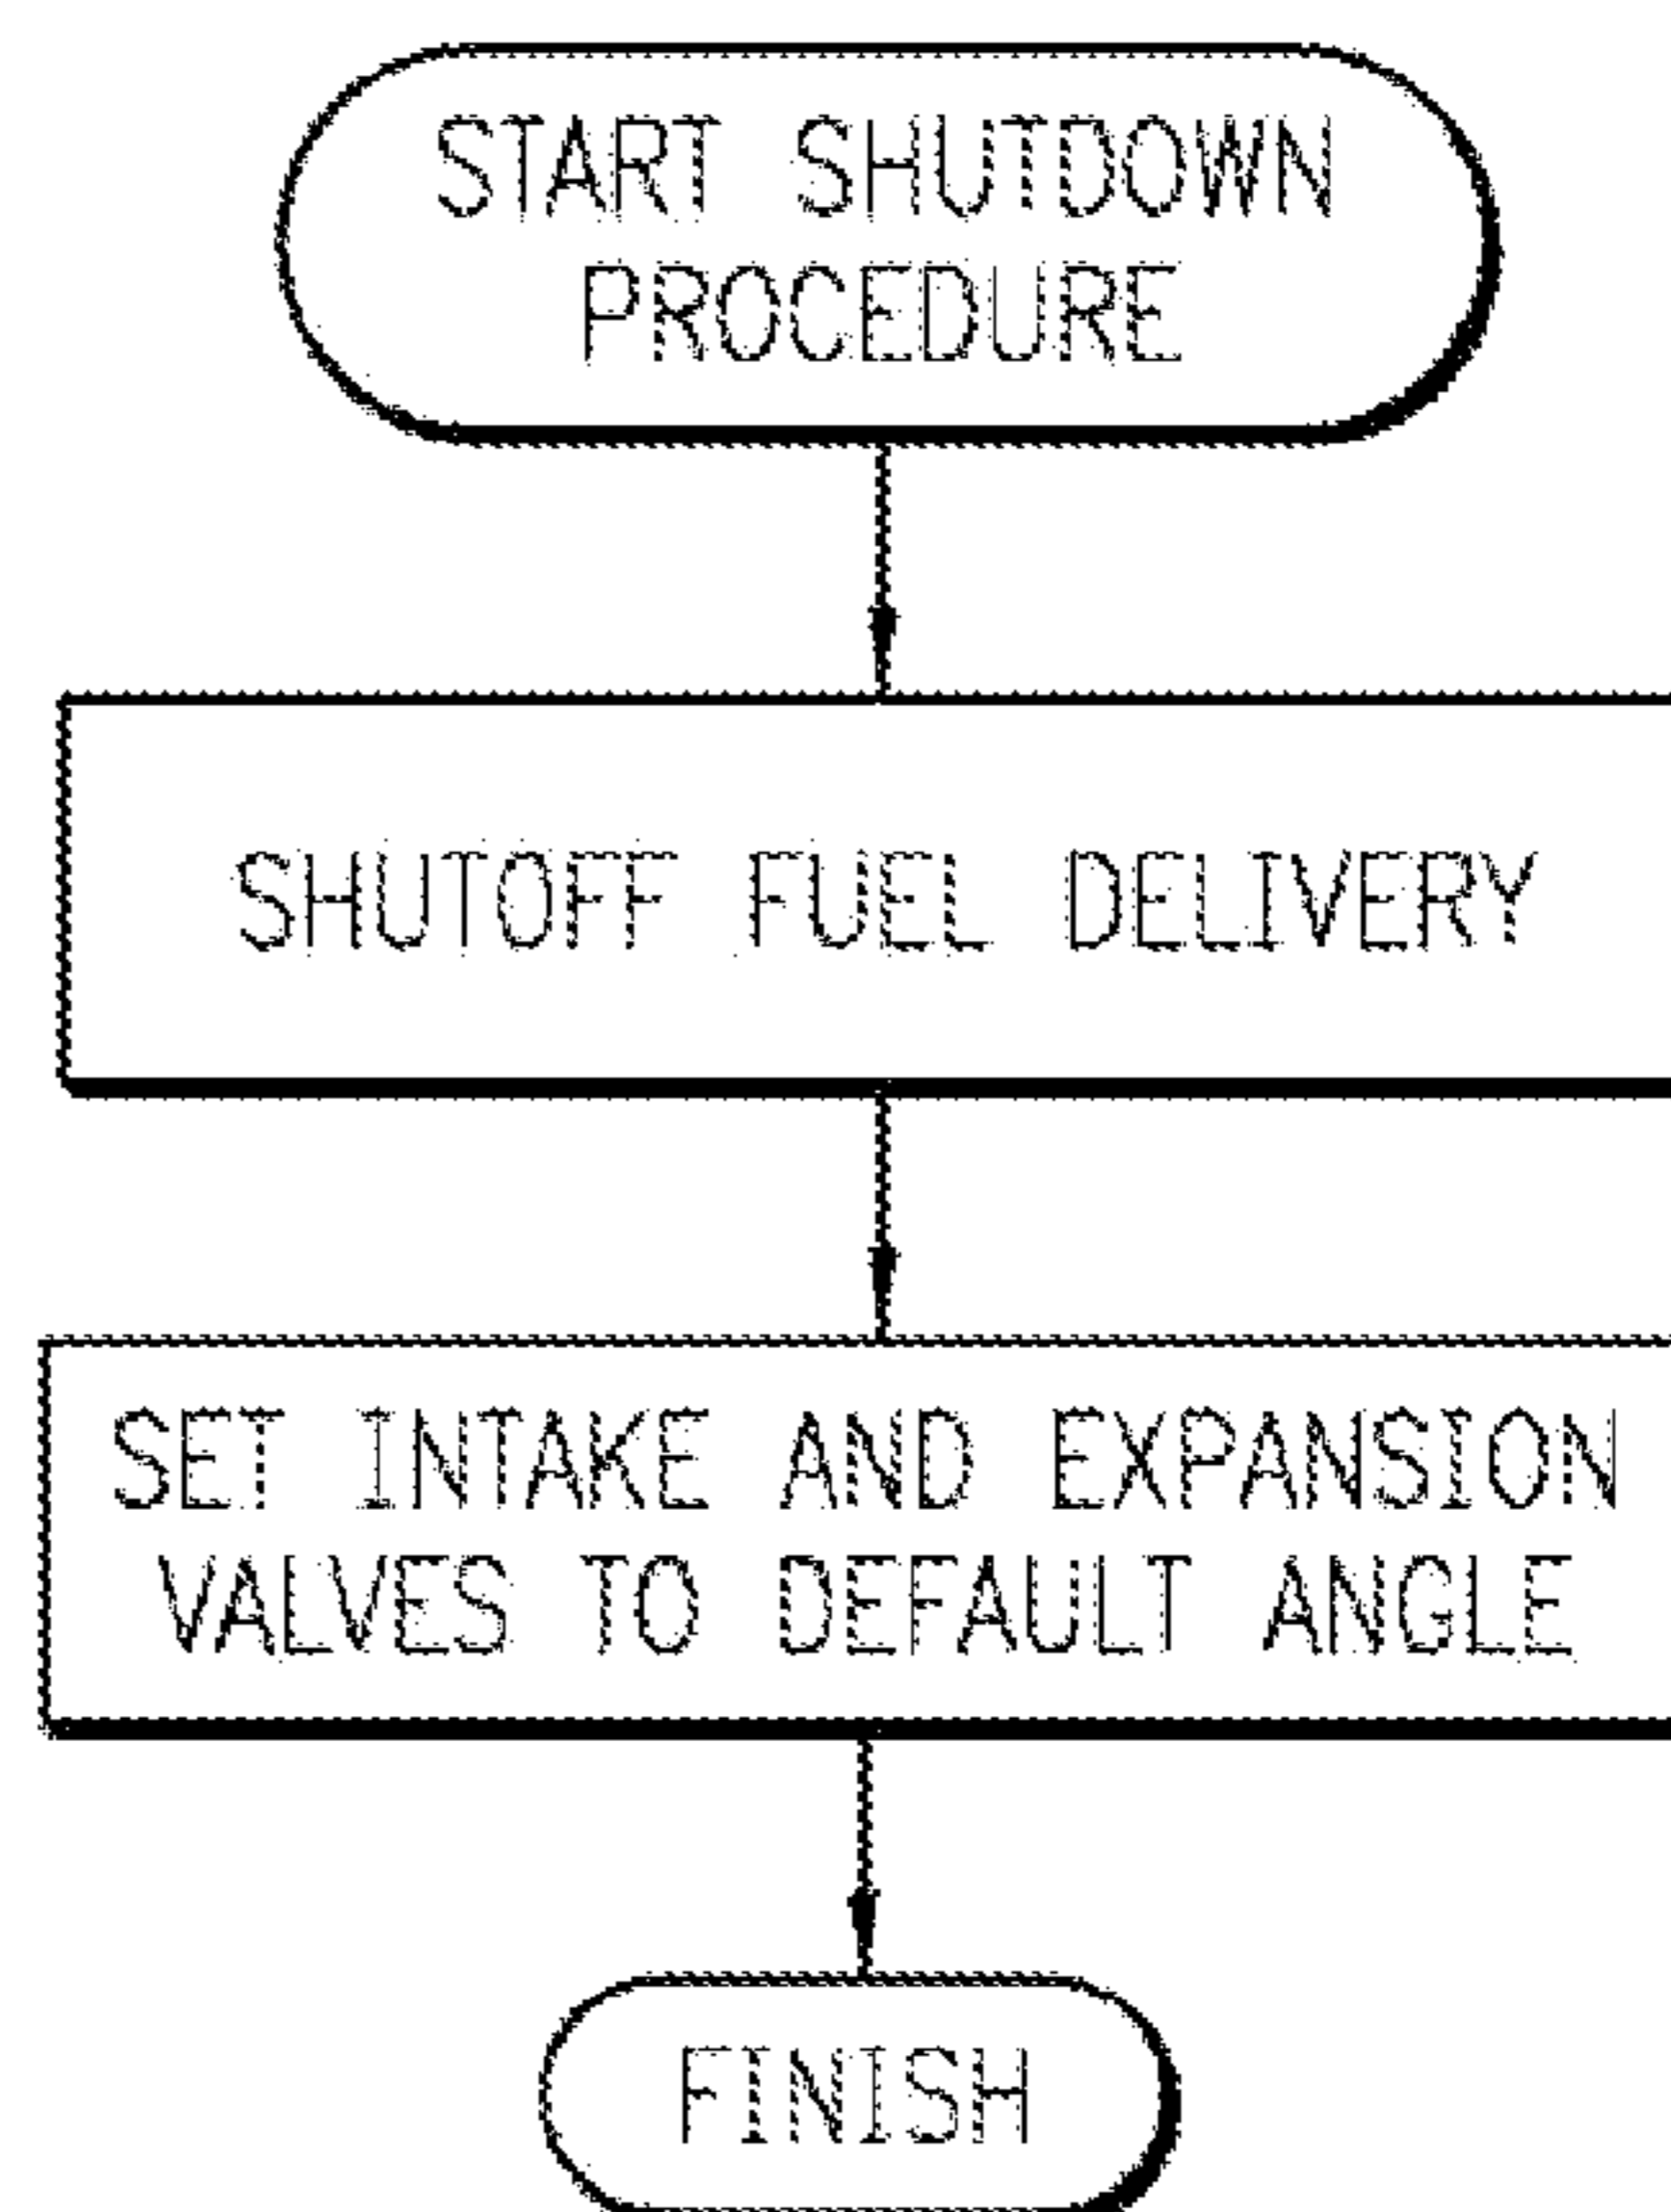 START SHUTDOWN
PROCEDURE
SHUTOFF FUEL DELIVERY
SET INTAKE AND EXPANSION
VALVES TO DEFAULT ANGLE
FINISH